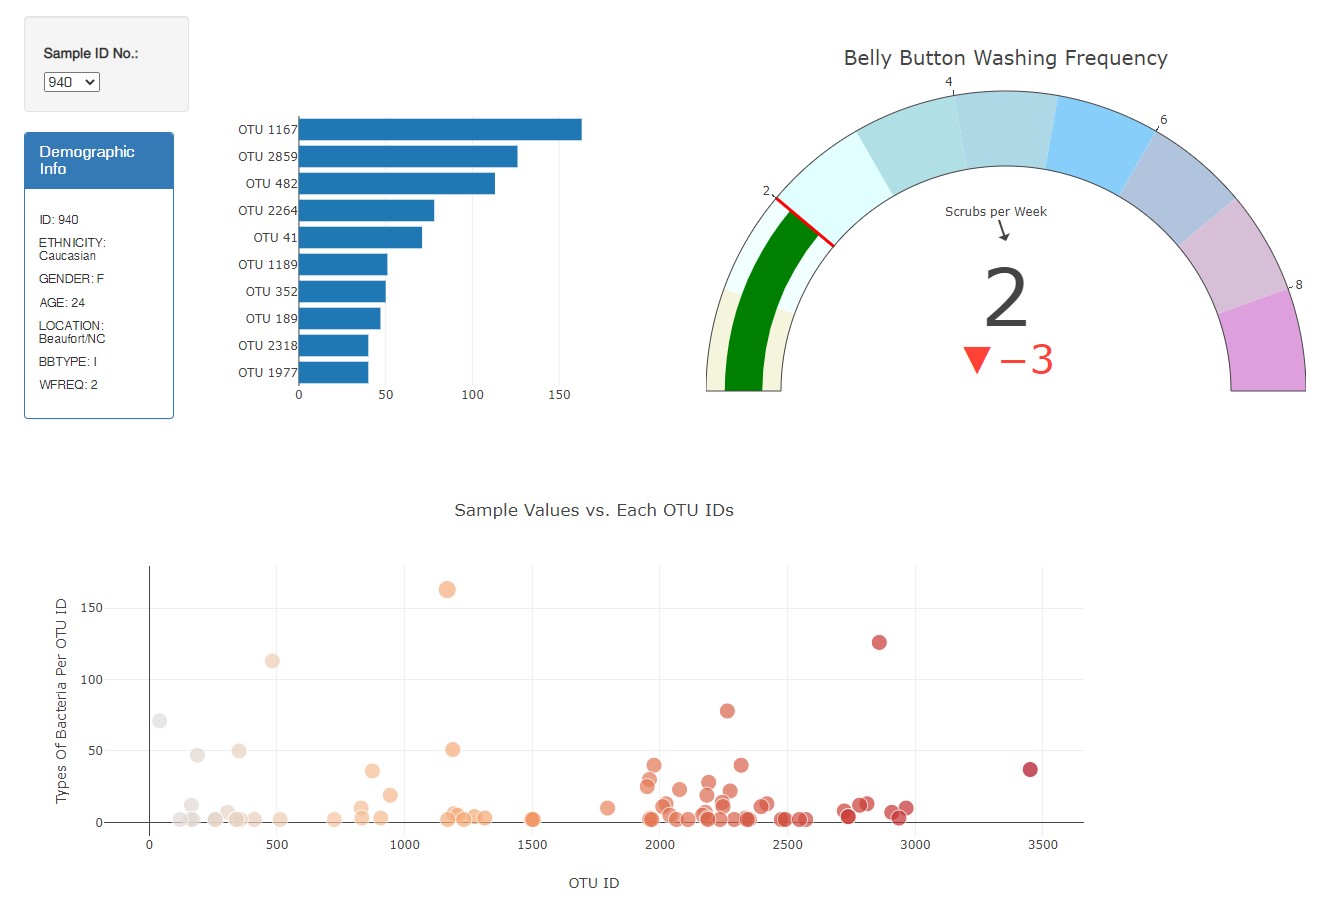 Sample ID No.:
940
Demographic
Info
ID: 940
ETHNICITY:
Caucasian
GENDER: F
AGE: 24
LOCATION:
Beaufort/NC
BBTYPE: I
WFREQ: 2
OTU 1167
OTU 2859
OTU 482
OTU 2264
OTU 41
OTU 1189
OTU 352
OTU 189
OTU 2318
OTU 1977
0 50 100 150
Belly Button Washing Frequency
2
4
6
8
Scrubs per Week
2
▼−3
Sample Values vs. Each OTU IDs
Types Of Bacteria Per OTU ID
150
100
50
0
0 500 1000 1500 2000 2500 3000 3500
OTU ID